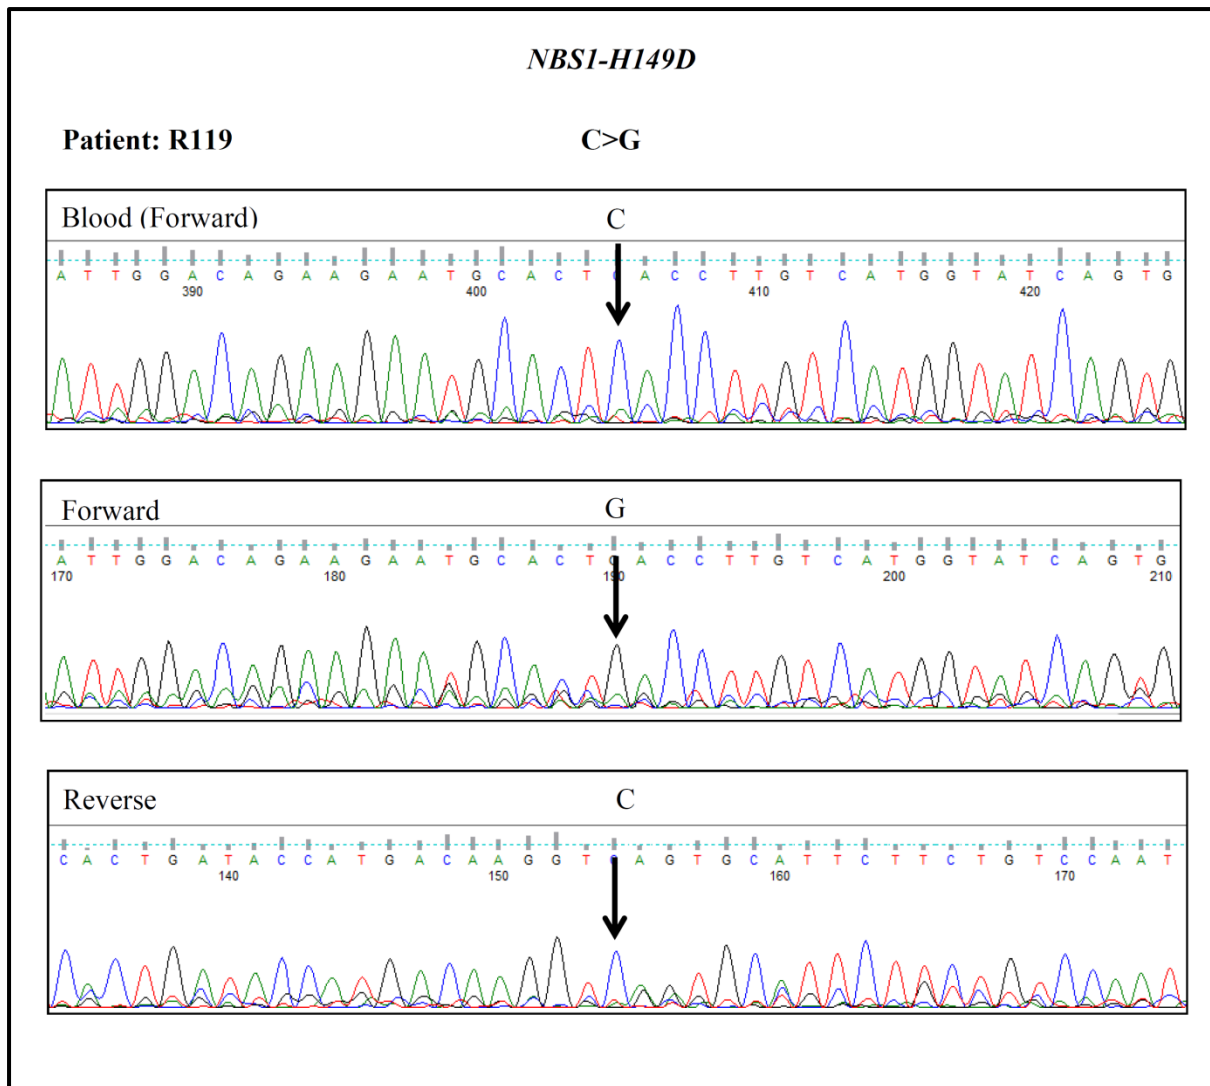 NBS1-H149D
Patient: R119 C>G
Blood (Forward) C
A T T G G A C A G A A G A A T G C A C T C A C C T T G T C A T G G T A T C A G T G
390 400 410 420
Forward G
A T T G G A C A G A A G A A T G C A C T G A C C T T G T C A T G G T A T C A G T G
170 180 190 200 210
Reverse C
C A C T G A T A C C A T G A C A A G G T C A G T G C A T T C T T C T G T C C A A T
140 150 160 170